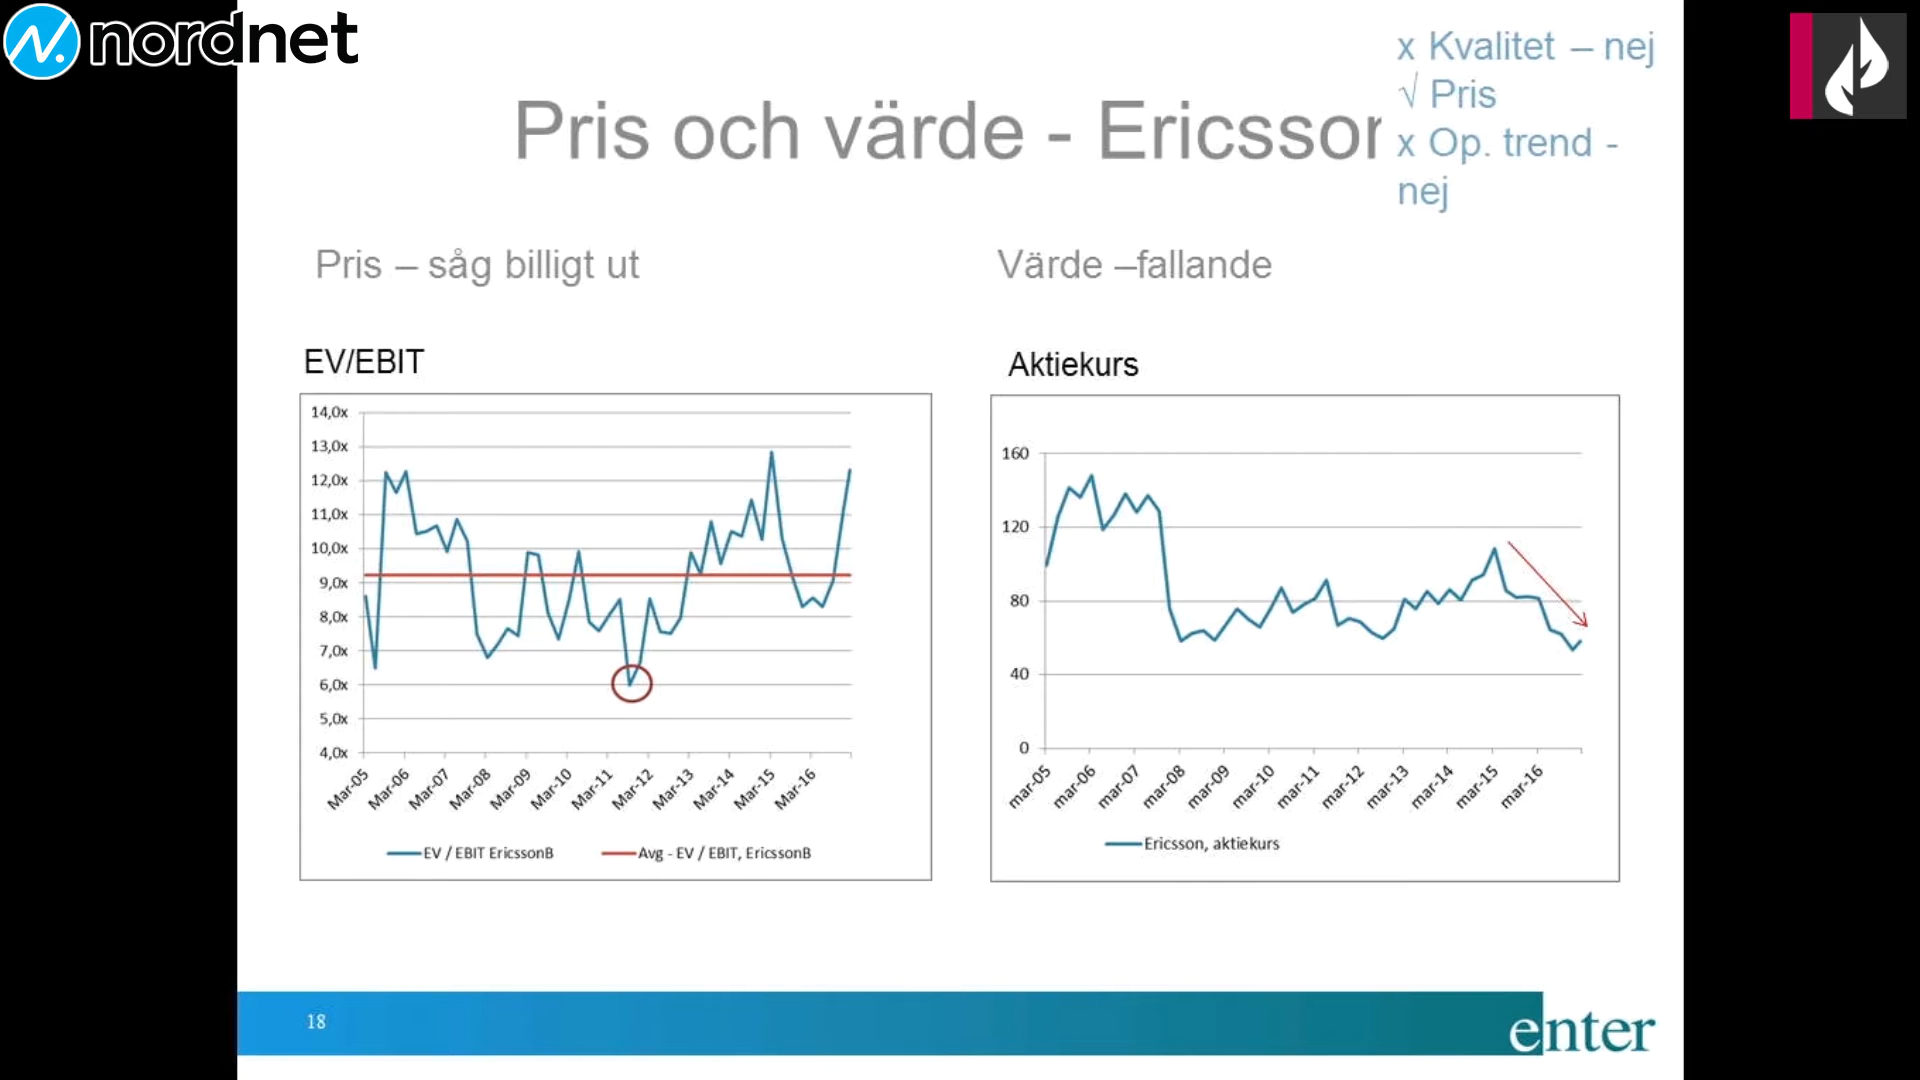 nordnet
x Kvalitet – nej
√ Pris
x Op. trend -
nej
Pris och värde - Ericsson
Pris – såg billigt ut
Värde –fallande
EV/EBIT
14,0x
13,0x
12,0x
11,0x
10,0x
9,0x
8,0x
7,0x
6,0x
5,0x
4,0x
Mar-05 Mar-06 Mar-07 Mar-08 Mar-09 Mar-10 Mar-11 Mar-12 Mar-13 Mar-14 Mar-15 Mar-16
EV / EBIT EricssonB Avg - EV / EBIT, EricssonB
Aktiekurs
160
120
80
40
0
mar-05 mar-06 mar-07 mar-08 mar-09 mar-10 mar-11 mar-12 mar-13 mar-14 mar-15 mar-16
Ericsson, aktiekurs
18
enter